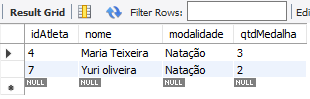 Result Grid Filter Rows: Edi
idAtleta nome modalidade qtdMedalha
4 Maria Teixeira Natação 3
7 Yuri oliveira Natação 2
NULL NULL NULL NULL